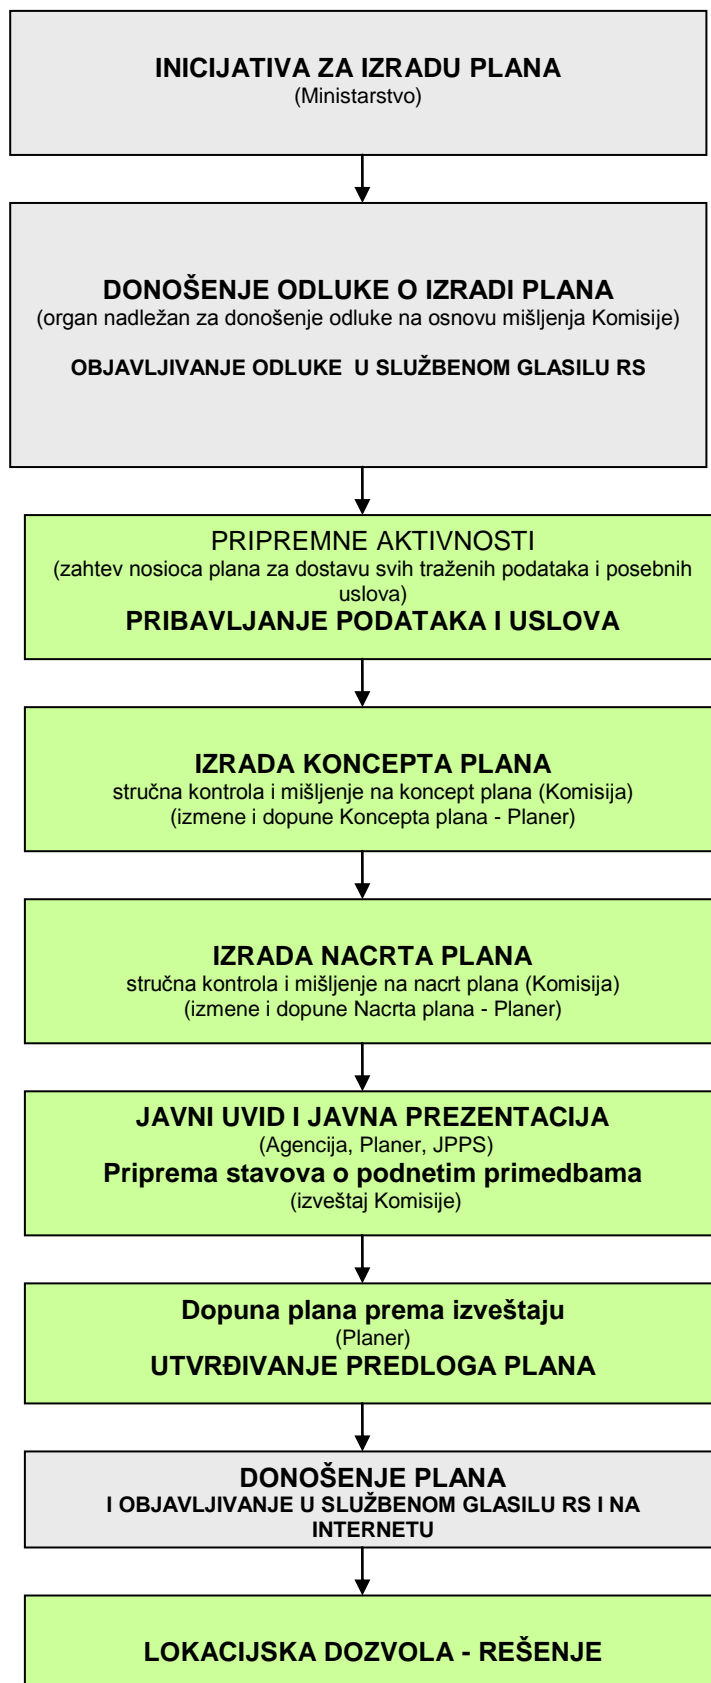 INICIJATIVA ZA IZRADU PLANA
(Ministarstvo)
DONOŠENJE ODLUKE O IZRADI PLANA
(organ nadležan za donošenje odluke na osnovu mišljenja Komisije)
OBJAVLJIVANJE ODLUKE U SLUŽBENOM GLASILU RS
PRIPREMNE AKTIVNOSTI
(zahtev nosioca plana za dostavu svih traženih podataka i posebnih
uslova)
PRIBAVLJANJE PODATAKA I USLOVA
IZRADA KONCEPTA PLANA
stručna kontrola i mišljenje na koncept plana (Komisija)
(izmene i dopune Koncepta plana - Planer)
IZRADA NACRTA PLANA
stručna kontrola i mišljenje na nacrt plana (Komisija)
(izmene i dopune Nacrta plana - Planer)
JAVNI UVID I JAVNA PREZENTACIJA
(Agencija, Planer, JPPS)
Priprema stavova o podnetim primedbama
(izveštaj Komisije)
Dopuna plana prema izveštaju
(Planer)
UTVRĐIVANJE PREDLOGA PLANA
DONOŠENJE PLANA
I OBJAVLJIVANJE U SLUŽBENOM GLASILU RS I NA
INTERNETU
LOKACIJSKA DOZVOLA - REŠENJE